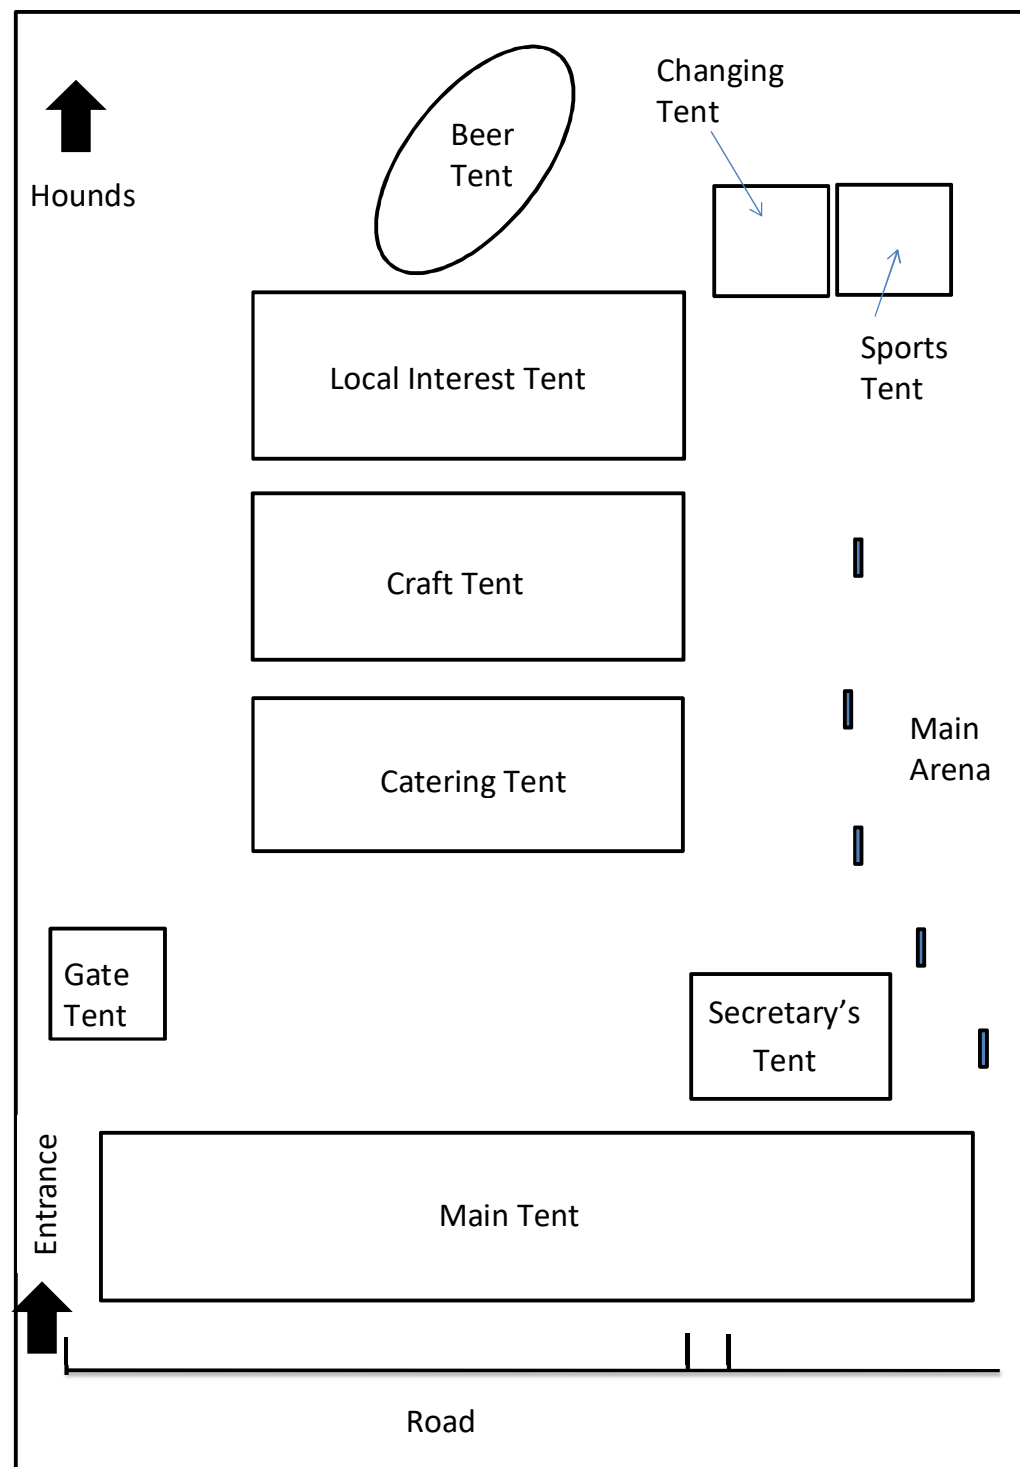 Changing
Tent
Beer
Tent
Hounds
Sports
Tent
Local Interest Tent
Craft Tent
Main
Arena
Catering Tent
Gate
Tent
Secretary’s
Tent
Entrance
Main Tent
Road